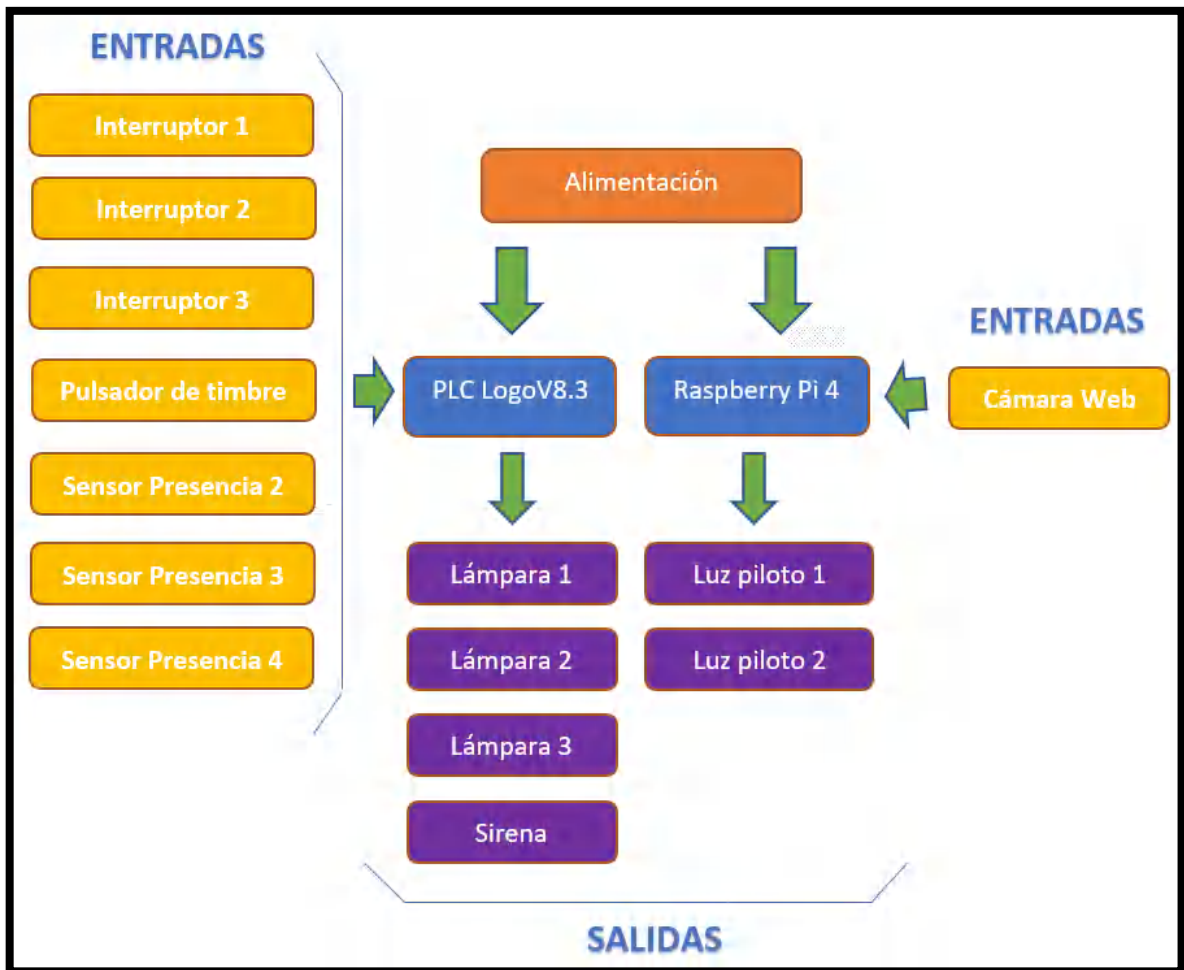 ENTRADAS
Interruptor 1
Interruptor 2
Interruptor 3
Pulsador de timbre
Sensor Presencia 2
Sensor Presencia 3
Sensor Presencia 4
Alimentación
PLC LogoV8.3
Raspberry Pi 4
ENTRADAS
Cámara Web
Lámpara 1
Lámpara 2
Lámpara 3
Sirena
Luz piloto 1
Luz piloto 2
SALIDAS